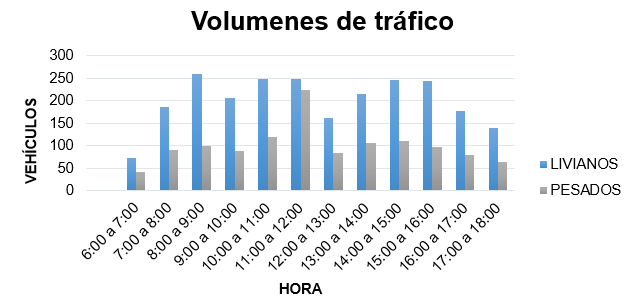 Volumenes de tráfico
300
250
200
150
100
50
0
VEHÍCULOS
6:00 a 7:00
7:00 a 8:00
8:00 a 9:00
9:00 a 10:00
10:00 a 11:00
11:00 a 12:00
12:00 a 13:00
13:00 a 14:00
14:00 a 15:00
15:00 a 16:00
16:00 a 17:00
17:00 a 18:00
HORA
LIVIANOS
PESADOS